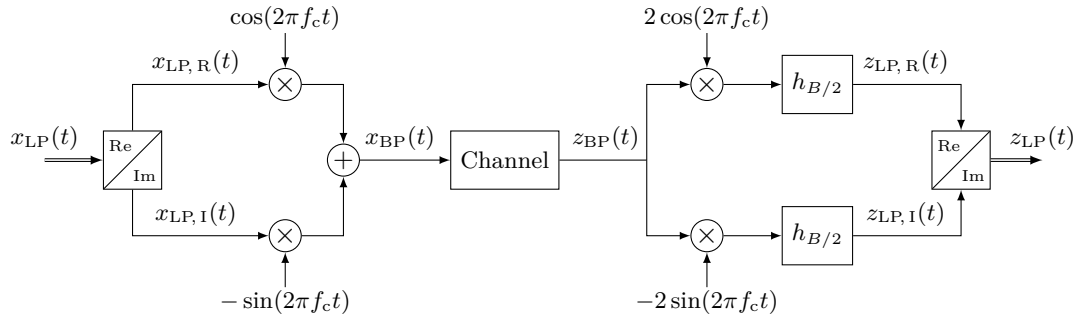 cos(2πf_c t)
2 cos(2πf_c t)
x_LP, R(t)
×
×
h_B/2
z_LP, R(t)
x_LP(t)
Re
Im
+
x_BP(t)
Channel
z_BP(t)
Re
Im
z_LP(t)
x_LP, I(t)
×
×
h_B/2
z_LP, I(t)
− sin(2πf_c t)
−2 sin(2πf_c t)